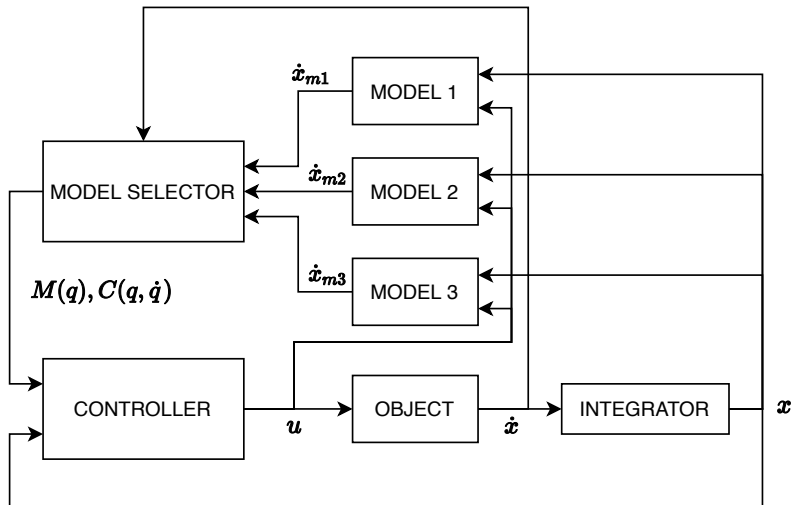 ẋₘ₁
MODEL 1
MODEL SELECTOR
ẋₘ₂
MODEL 2
ẋₘ₃
MODEL 3
M(q), C(q, q̇)
CONTROLLER
u
OBJECT
ẋ
INTEGRATOR
x